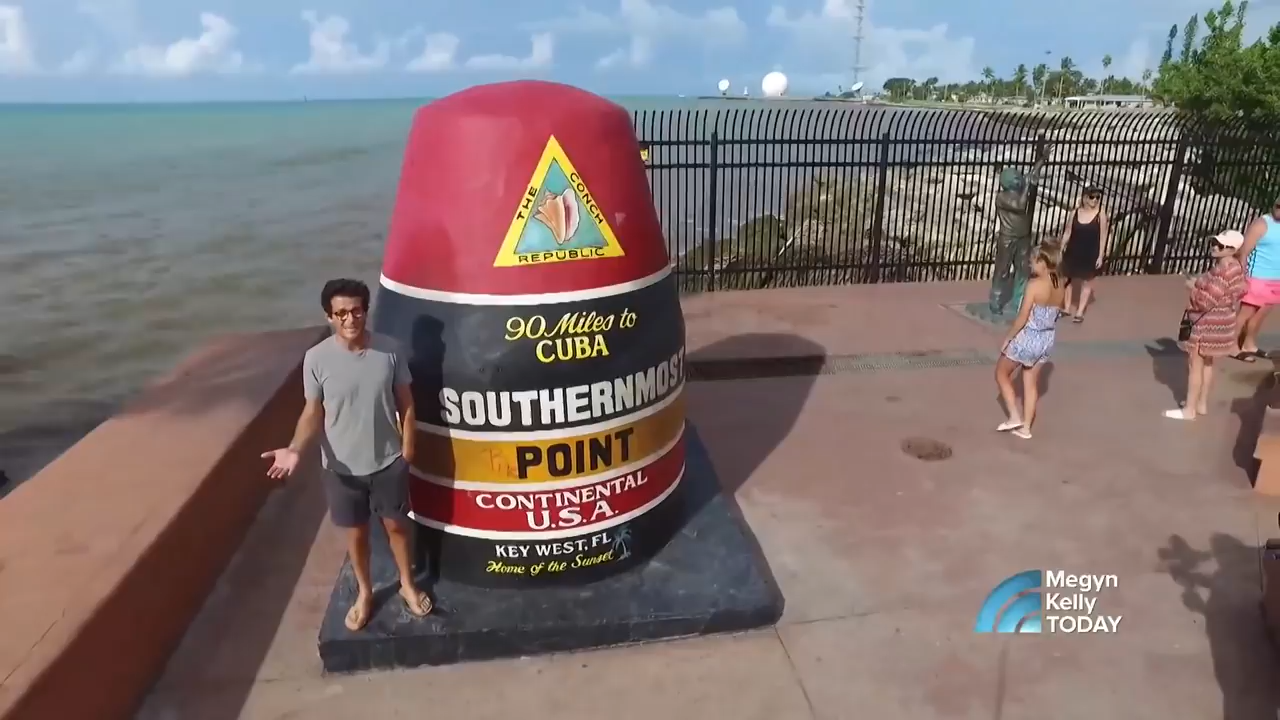 THE CONCH
REPUBLIC
90 Miles to
CUBA
SOUTHERNMOST
POINT
CONTINENTAL
U.S.A.
KEY WEST, FL
Home of the Sunset
Megyn
Kelly
TODAY